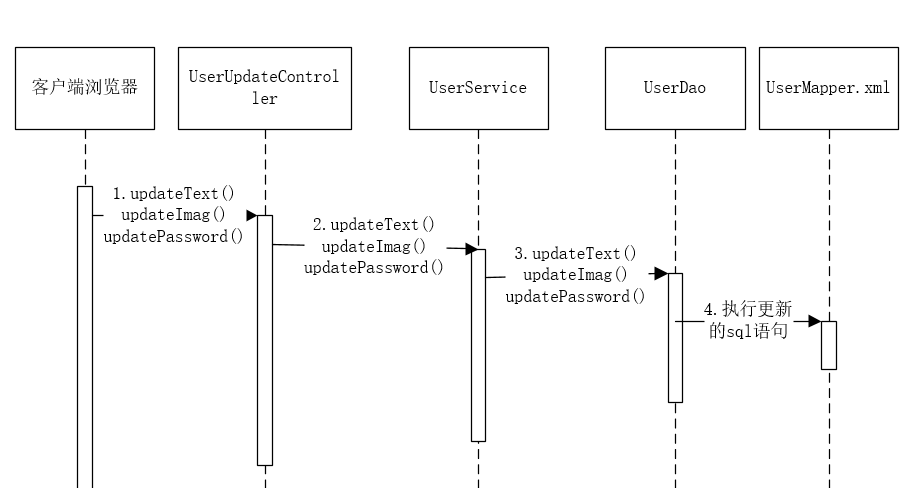 客户端浏览器
UserUpdateControl
ler
UserService
UserDao
UserMapper.xml
1.updateText()
updateImag()
updatePassword()
2.updateText()
updateImag()
updatePassword()
3.updateText()
updateImag()
updatePassword()
4.执行更新
的sql语句